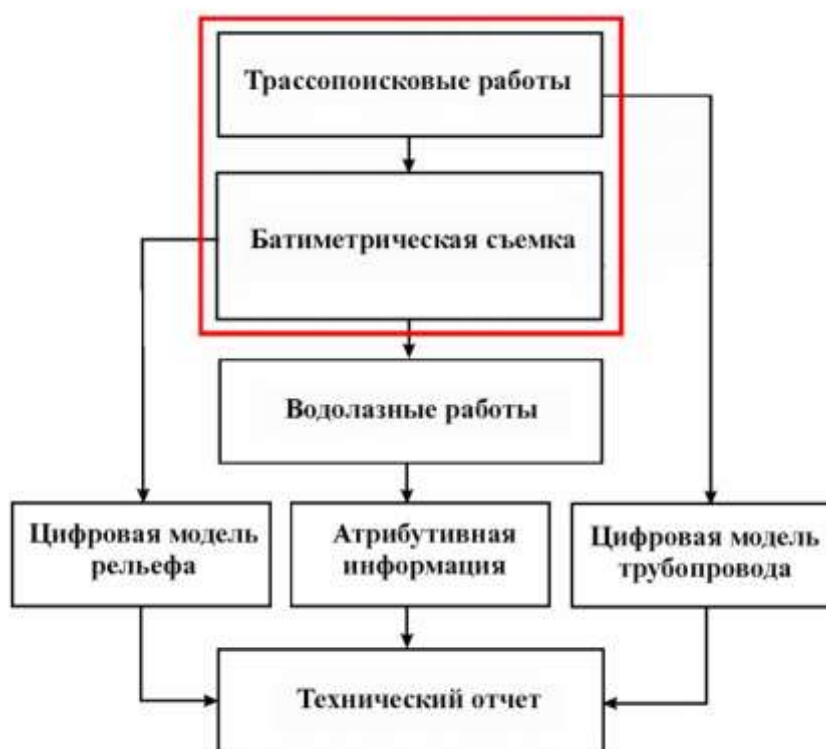 Трассопоисковые работы
Батиметрическая съемка
Водолазные работы
Цифровая модель
рельефа
Атрибутивная
информация
Цифровая модель
трубопровода
Технический отчет